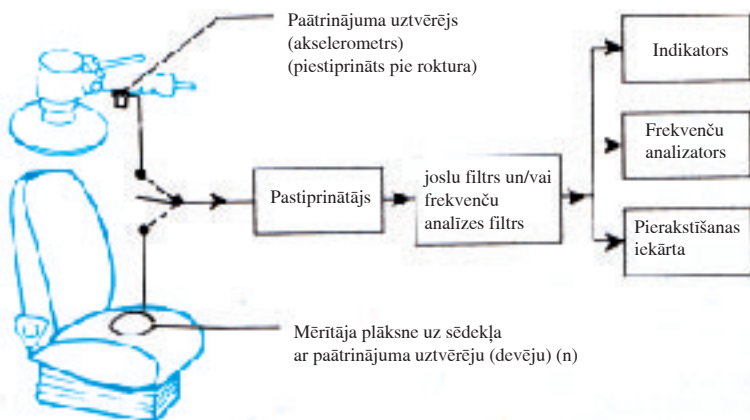 Paātrinājuma uztvērējs
(akselerometrs)
(piestiprināts pie roktura)
Indikators
Frekvenču
analizators
Pastiprinātājs
joslu filtrs un/vai
frekvenču
analīzes filtrs
Pierakstīšanas
iekārta
Mērītāja plāksne uz sēdekļa
ar paātrinājuma uztvērēju (devēju) (n)